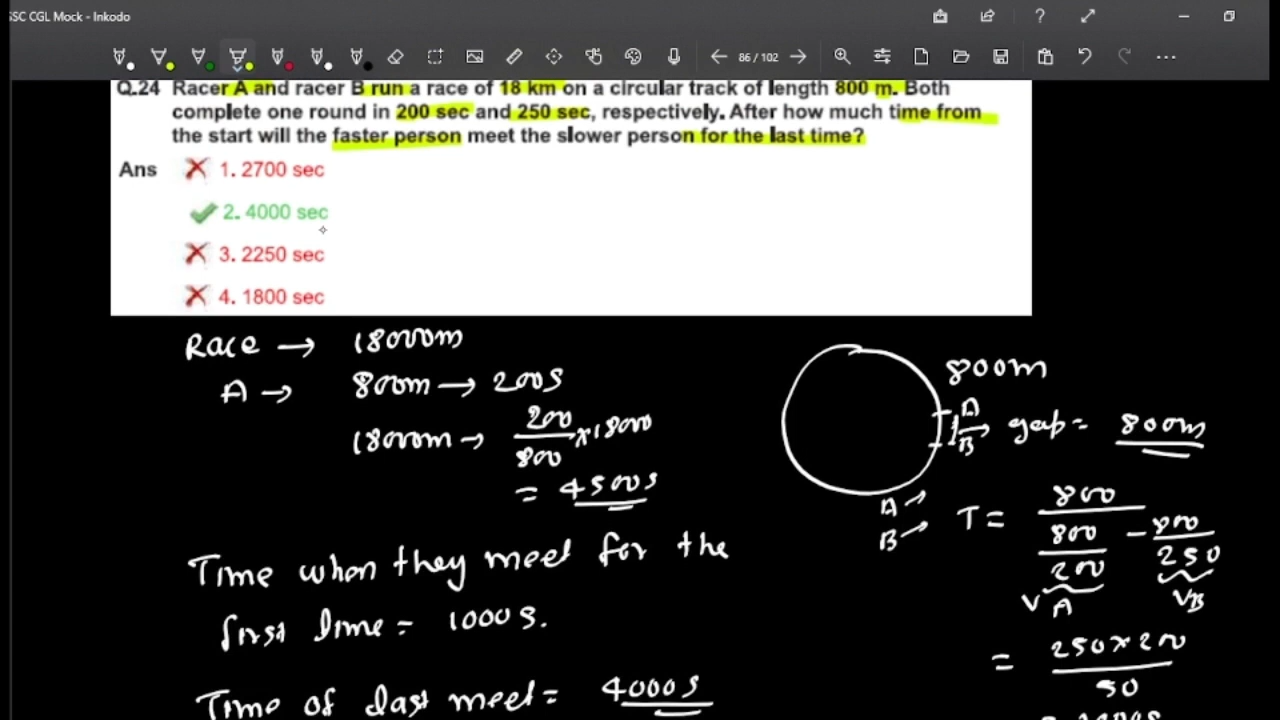 SSC CGL Mock - Inkodo
86 / 102
Q.24 Racer A and racer B run a race of 18 km on a circular track of length 800 m. Both
complete one round in 200 sec and 250 sec, respectively. After how much time from
the start will the faster person meet the slower person for the last time?
Ans 1. 2700 sec
2. 4000 sec
3. 2250 sec
4. 1800 sec
Race → 18000m
A → 800m → 200s
18000m → 200/800 × 18000
= 4500s
Time when they meet for the
first time = 1000s.
Time of last meet = 4000s
800m
A
B → gap = 800m
A →
B →
T = 800 / (800/200 - 800/250)
VA VB
= 250×200
50